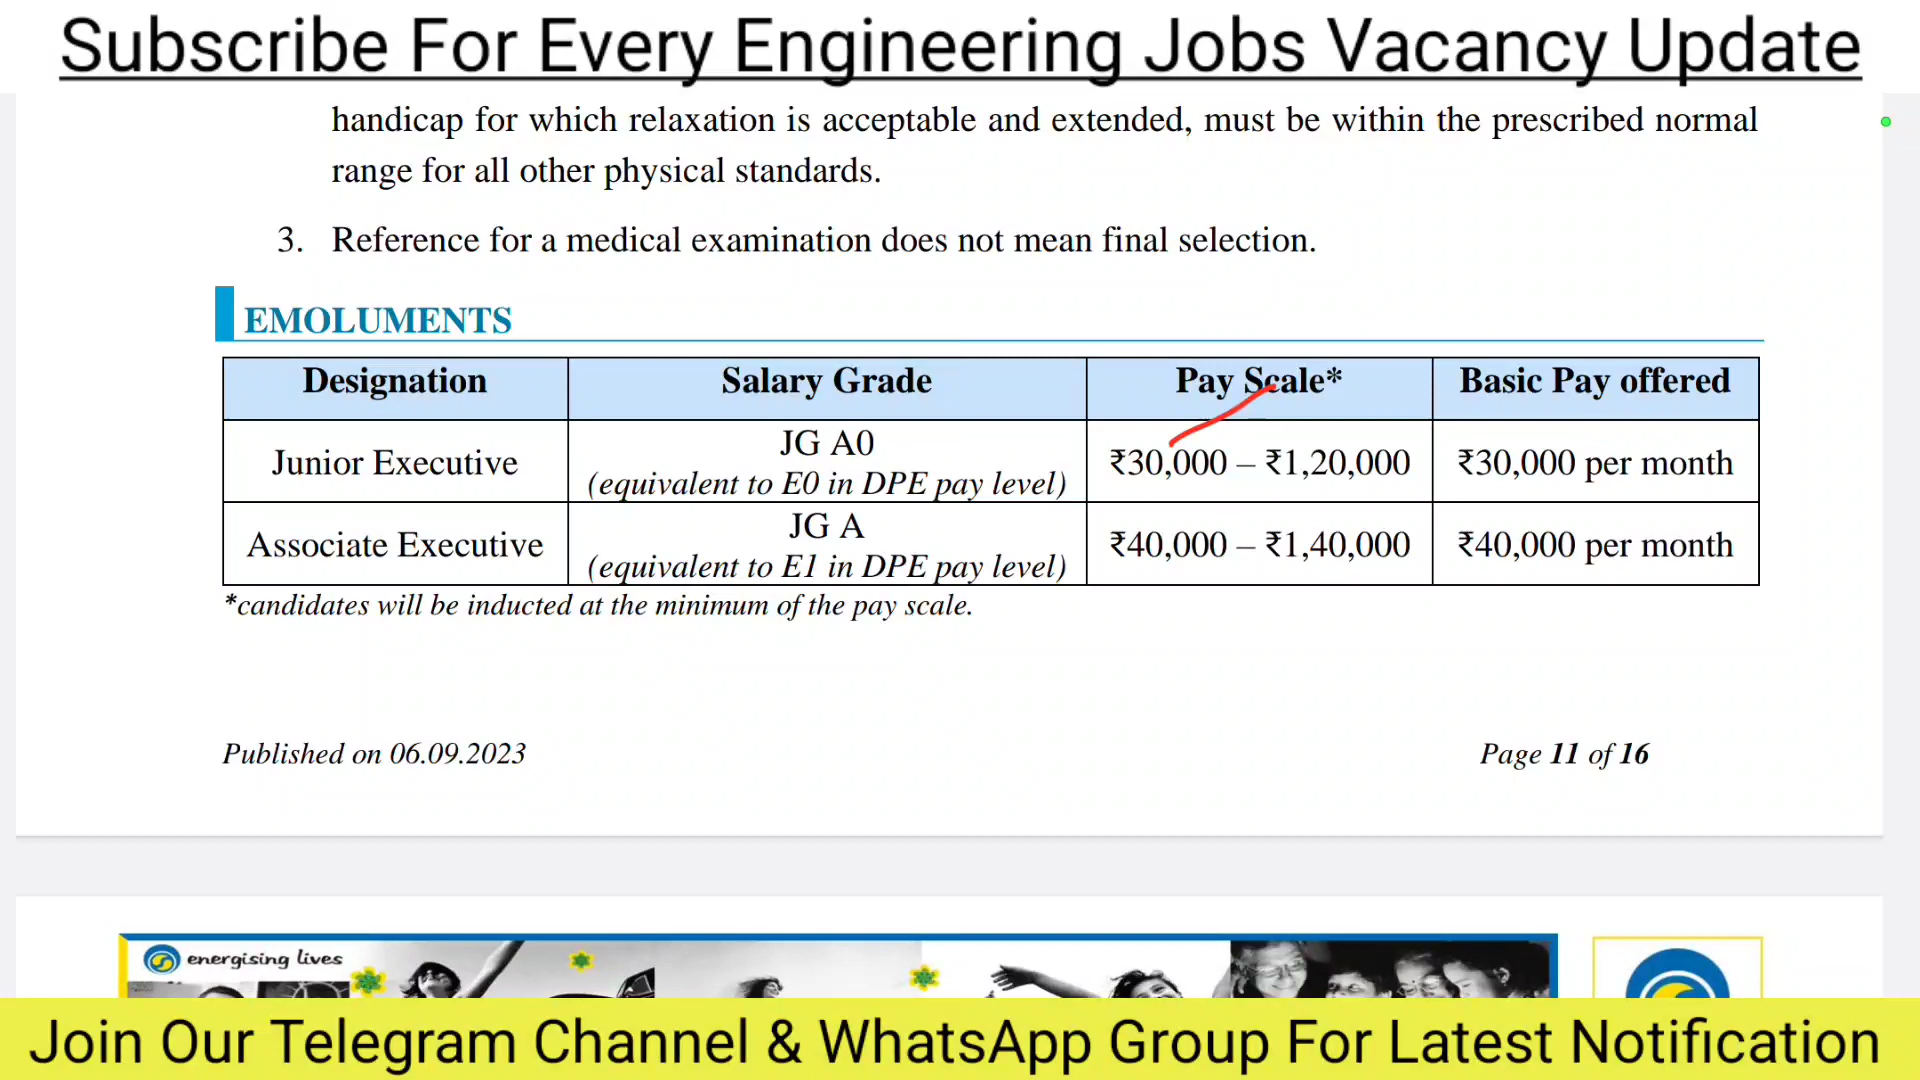 Subscribe For Every Engineering Jobs Vacancy Update
handicap for which relaxation is acceptable and extended, must be within the prescribed normal
range for all other physical standards.
3. Reference for a medical examination does not mean final selection.
EMOLUMENTS
Designation Salary Grade Pay Scale* Basic Pay offered
Junior Executive JG A0 ₹30,000 – ₹1,20,000 ₹30,000 per month
(equivalent to E0 in DPE pay level)
Associate Executive JG A ₹40,000 – ₹1,40,000 ₹40,000 per month
(equivalent to E1 in DPE pay level)
*candidates will be inducted at the minimum of the pay scale.
Published on 06.09.2023 Page 11 of 16
energising lives
Join Our Telegram Channel & WhatsApp Group For Latest Notification